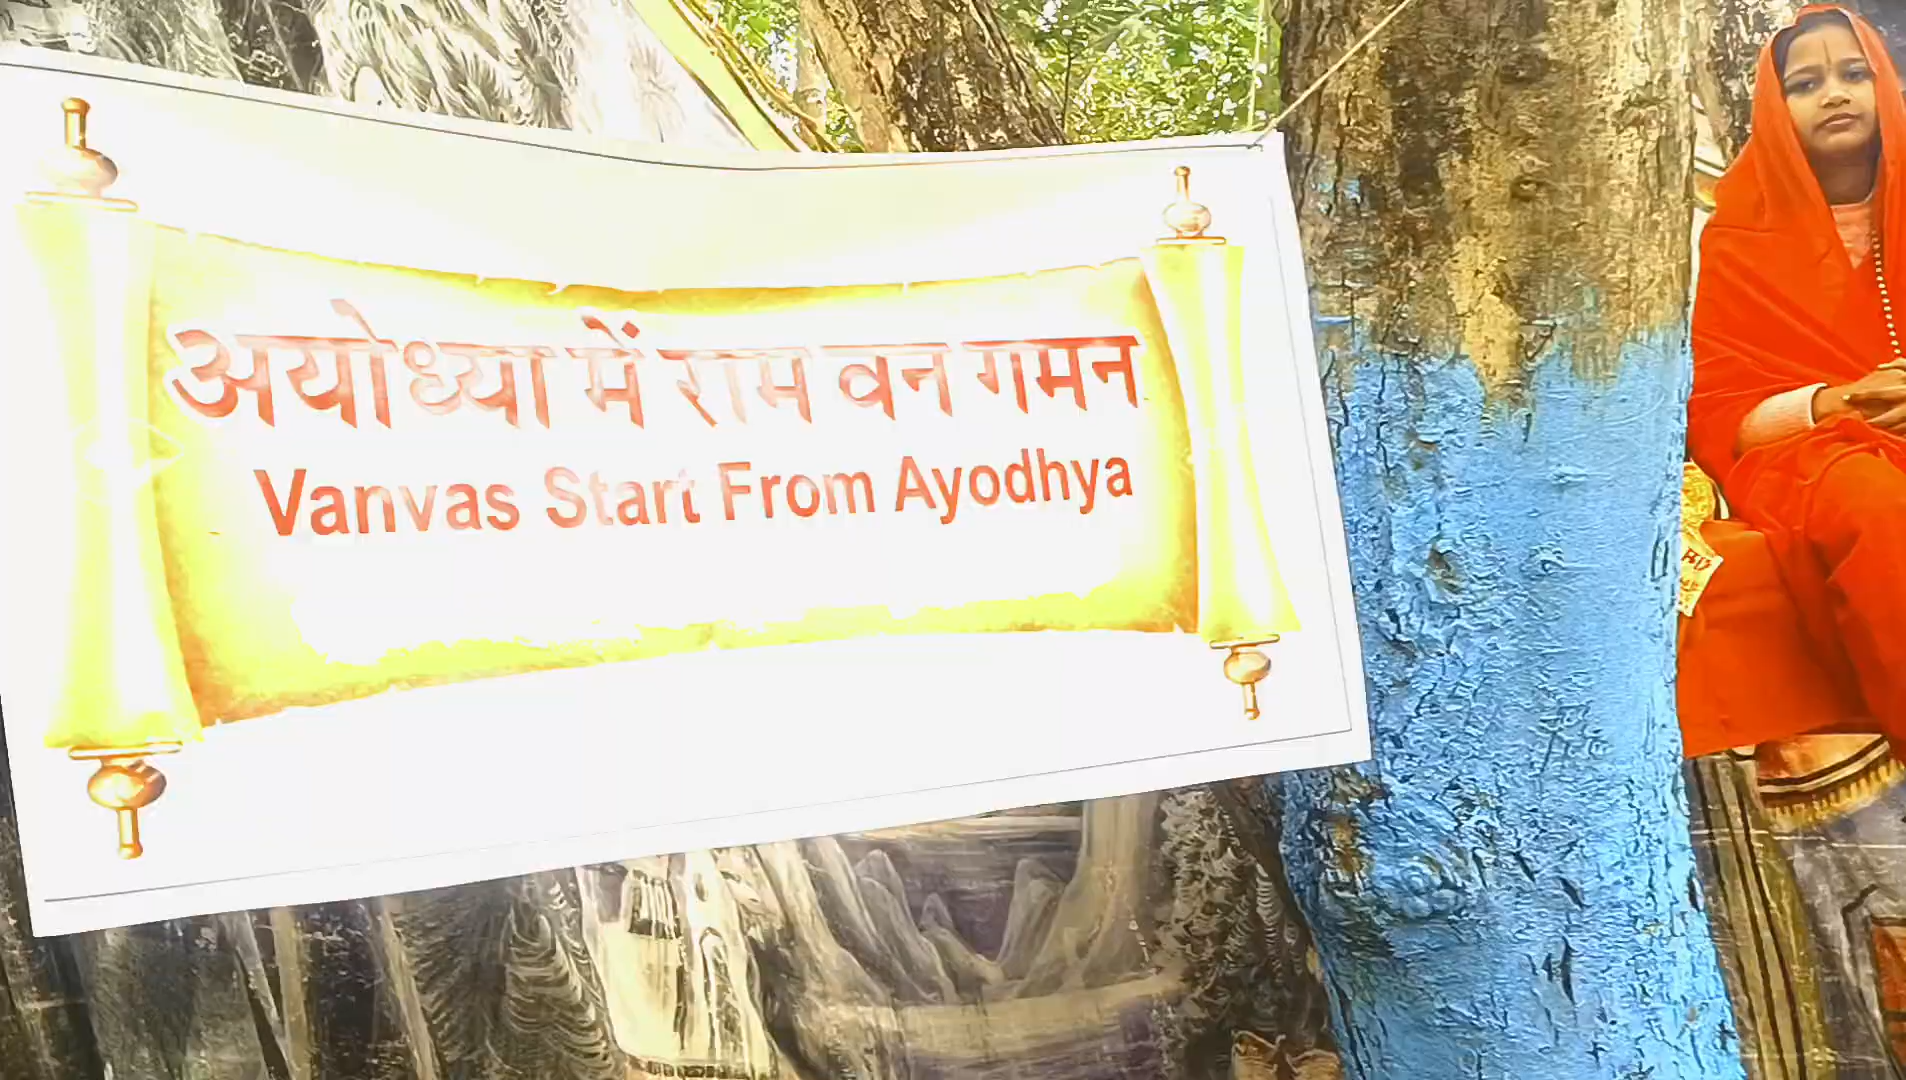 अयोध्या में राम वन गमन
Vanvas Start From Ayodhya